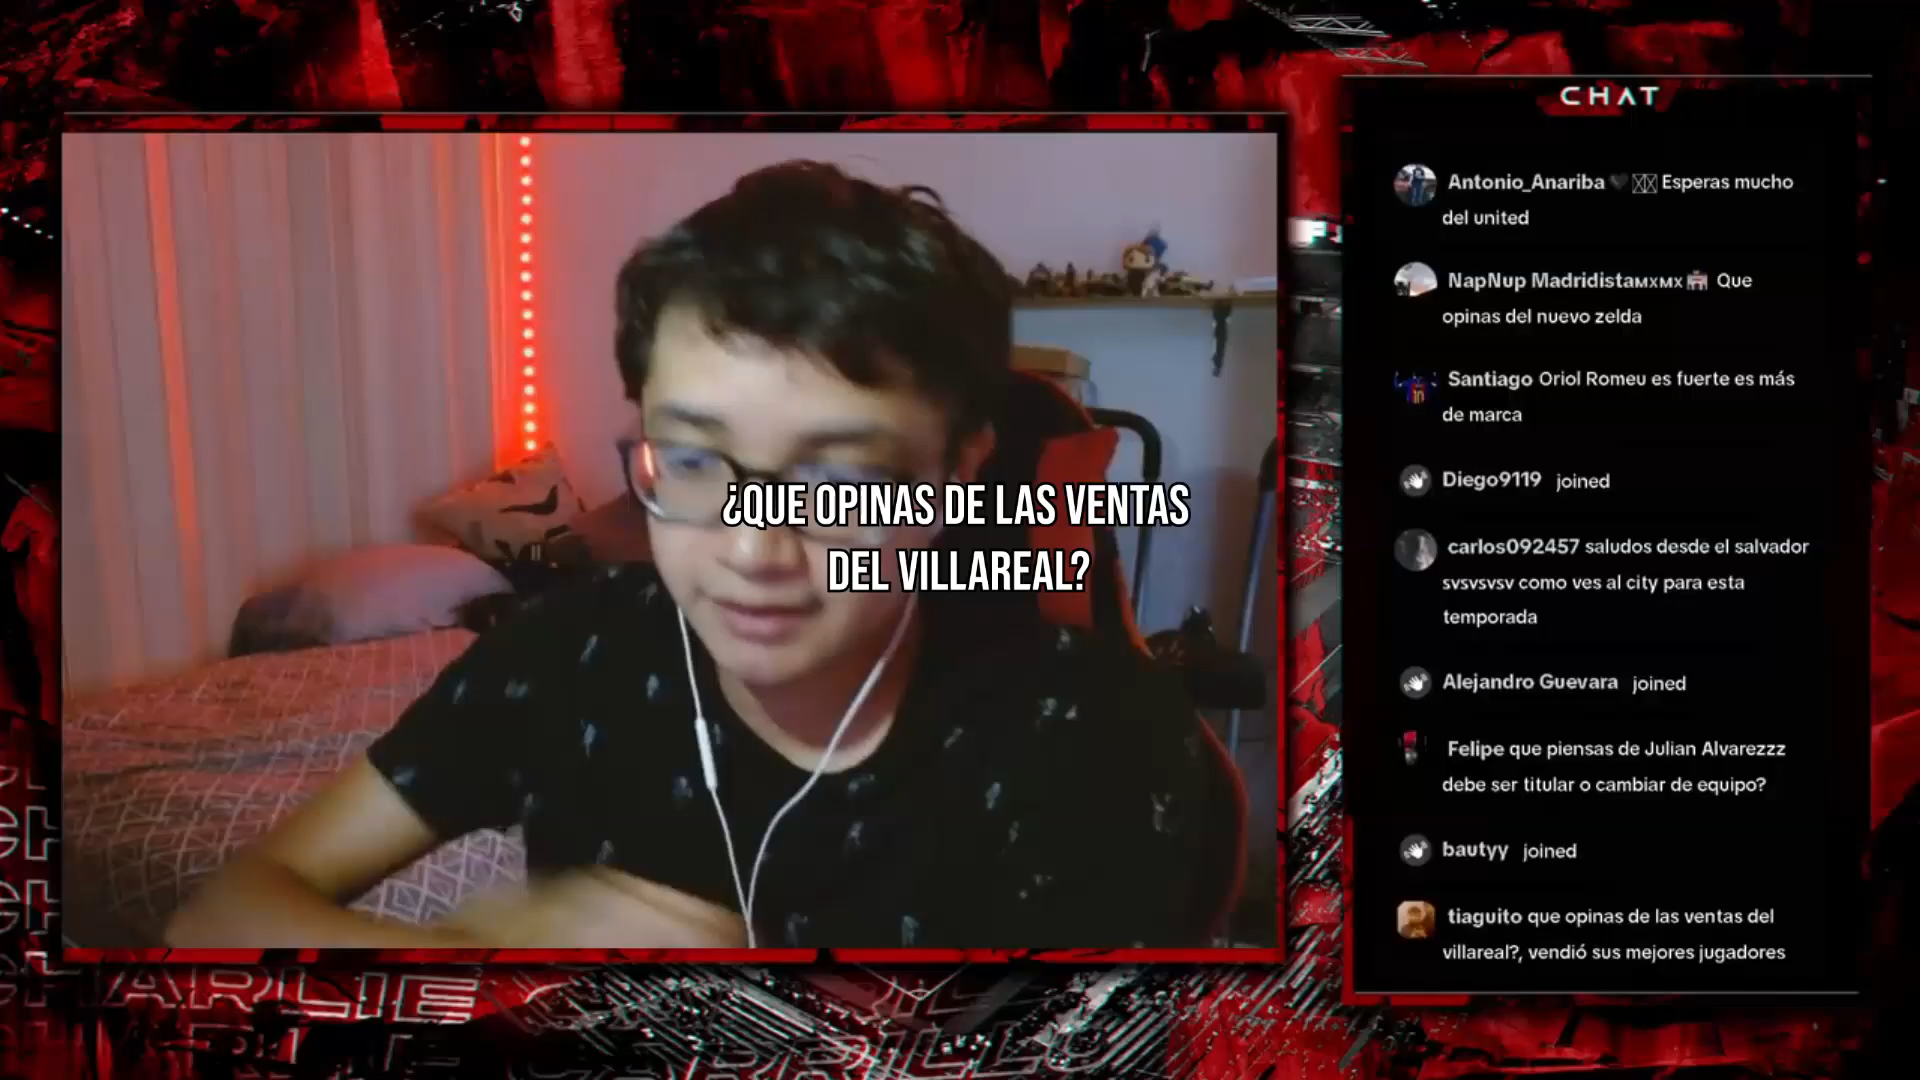 CHAT
Antonio_Anariba Esperas mucho
del united
NapNup MadridistaMXMX Que
opinas del nuevo zelda
Santiago Oriol Romeu es fuerte es más
de marca
Diego9119 joined
carlos092457 saludos desde el salvador
svsvsvsv como ves al city para esta
temporada
Alejandro Guevara joined
Felipe que piensas de Julian Alvarezzz
debe ser titular o cambiar de equipo?
bautyy joined
tiaguito que opinas de las ventas del
villareal?, vendió sus mejores jugadores
¿QUE OPINAS DE LAS VENTAS
DEL VILLAREAL?
CHARLIE